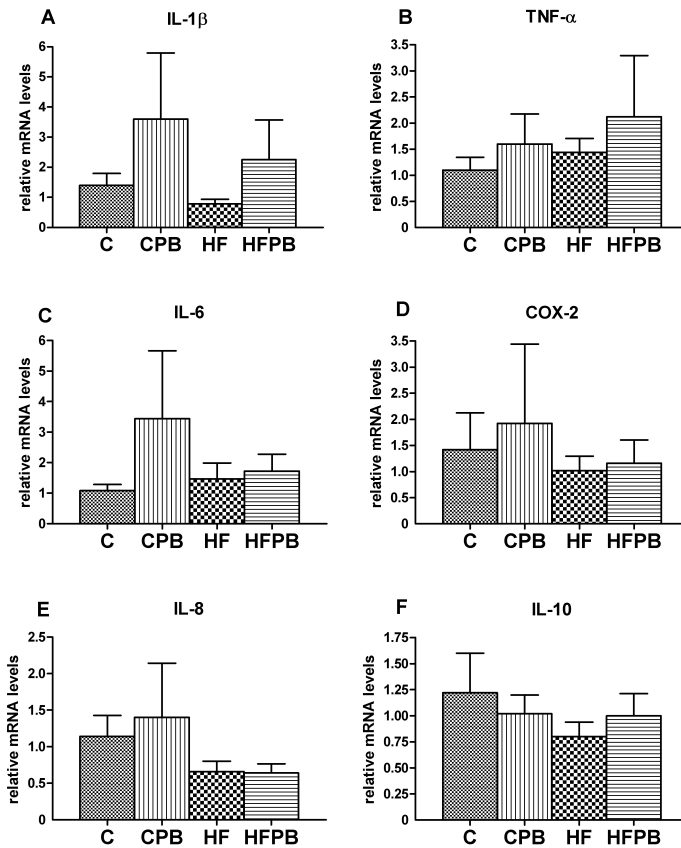 A
IL-1β
relative mRNA levels
6
5
4
3
2
1
0
C CPB HF HFPB
B
TNF-α
relative mRNA levels
3.5
3.0
2.5
2.0
1.5
1.0
0.5
0
C CPB HF HFPB
C
IL-6
relative mRNA levels
6
5
4
3
2
1
0
C CPB HF HFPB
D
COX-2
relative mRNA levels
3.5
3.0
2.5
2.0
1.5
1.0
0.5
0
C CPB HF HFPB
E
IL-8
relative mRNA levels
2.5
2.0
1.5
1.0
0.5
0
C CPB HF HFPB
F
IL-10
relative mRNA levels
1.75
1.50
1.25
1.00
0.75
0.50
0.25
0
C CPB HF HFPB